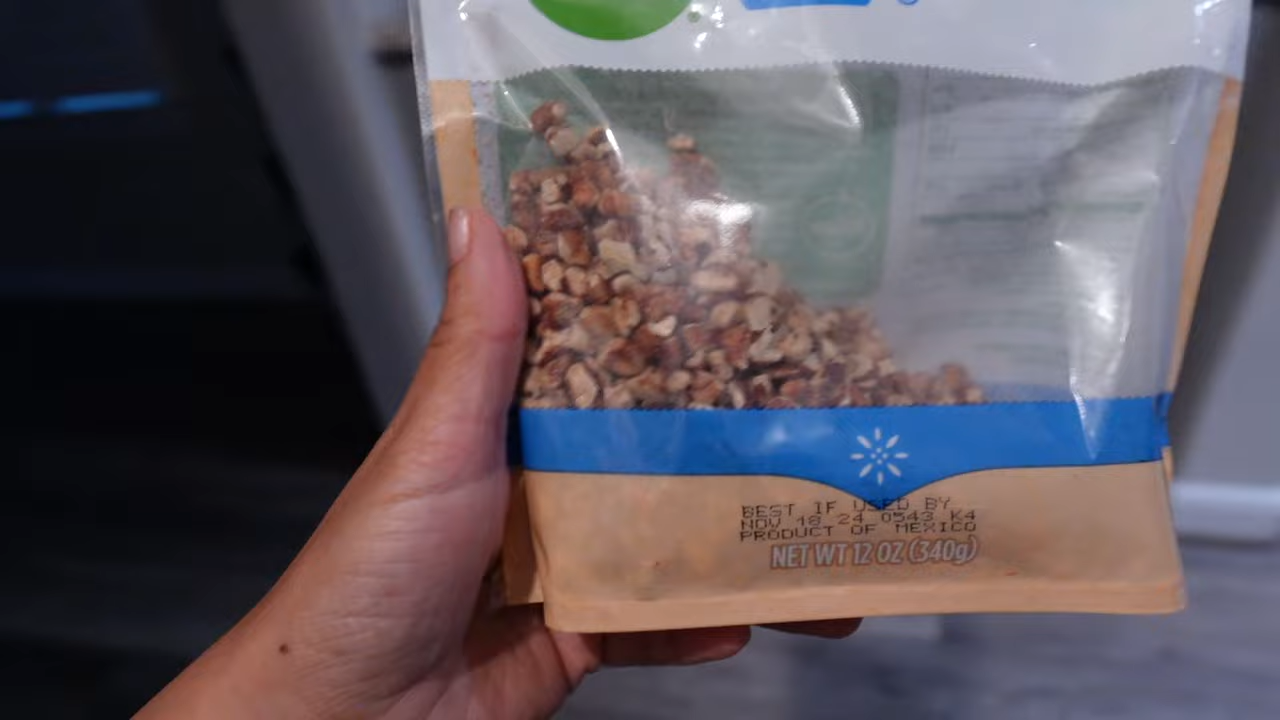 BEST IF USED BY
NOV 18 24 0543 K4
PRODUCT OF MEXICO
NET WT 12 OZ (340g)